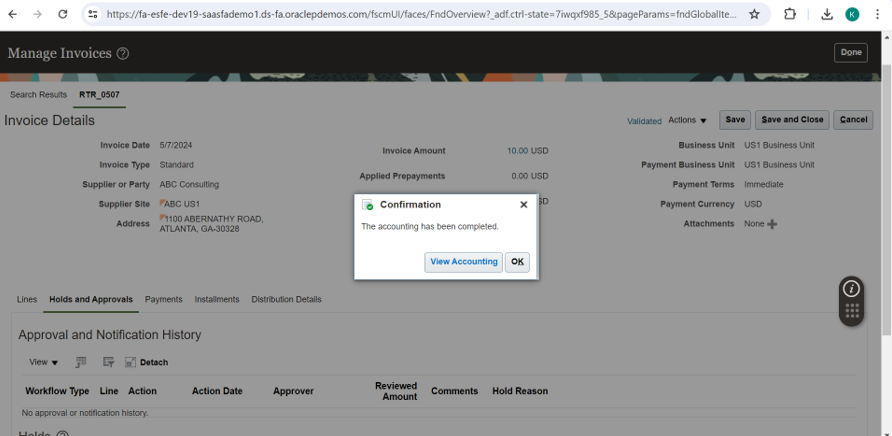 https://fa-esfe-dev19-saasfademo1.ds-fa.oraclepdemos.com/fscmUI/faces/FndOverview?_adf.ctrl-state=7iwqxf985_5&pageParams=fndGlobalIte...
K
Manage Invoices
Done
Search Results RTR_0507
Invoice Details
Validated Actions Save Save and Close Cancel
Invoice Date 5/7/2024
Invoice Type Standard
Supplier or Party ABC Consulting
Supplier Site ABC US1
Address 1100 ABERNATHY ROAD,
ATLANTA, GA-30328
Invoice Amount 10.00 USD
Applied Prepayments 0.00 USD
SD
Business Unit US1 Business Unit
Payment Business Unit US1 Business Unit
Payment Terms Immediate
Payment Currency USD
Attachments None
Confirmation
The accounting has been completed.
View Accounting OK
Lines Holds and Approvals Payments Installments Distribution Details
Approval and Notification History
View Detach
Workflow Type Line Action Action Date Approver Reviewed Amount Comments Hold Reason
No approval or notification history.
Holds